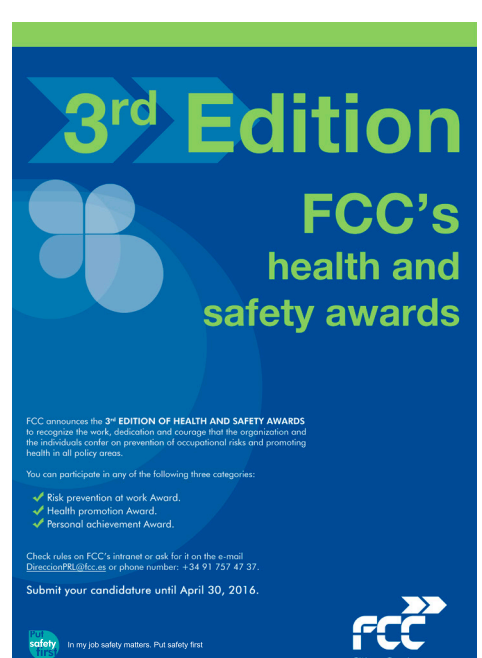 3rd Edition
FCC's
health and
safety awards
FCC announces the 3rd EDITION OF HEALTH AND SAFETY AWARDS
to recognize the work, dedication and courage that the organization and
the individuals confer on prevention of occupational risks and promoting
health in all policy areas.
You can participate in any of the following three categories:
Risk prevention at work Award.
Health promotion Award.
Personal achievement Award.
Check rules on FCC's intranet or ask for it on the e-mail
DireccionPRL@fcc.es or phone number: +34 91 757 47 37.
Submit your candidature until April 30, 2016.
FCC
Put
safety
first
In my job safety matters. Put safety first